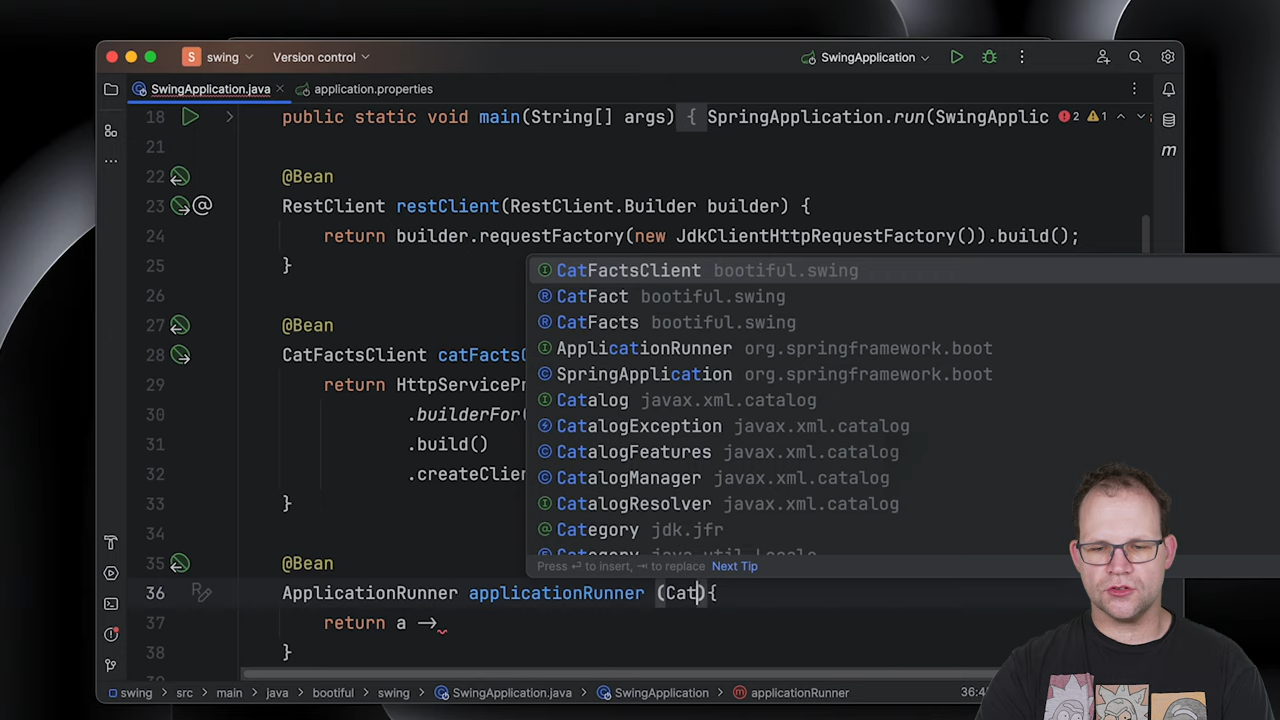 S swing Version control SwingApplication
SwingApplication.java application.properties
18 public static void main(String[] args) { SpringApplication.run(SwingApplic 2 1
21
22 @Bean
23 RestClient restClient(RestClient.Builder builder) {
24 return builder.requestFactory(new JdkClientHttpRequestFactory()).build();
25 }
26
27 @Bean
28 CatFactsClient catFacts
29 return HttpServicePr
30 .builderFor(
31 .build()
32 .createClien
33 }
34
CatFactsClient bootiful.swing
CatFact bootiful.swing
CatFacts bootiful.swing
ApplicationRunner org.springframework.boot
SpringApplication org.springframework.boot
Catalog javax.xml.catalog
CatalogException javax.xml.catalog
CatalogFeatures javax.xml.catalog
CatalogManager javax.xml.catalog
CatalogResolver javax.xml.catalog
Category jdk.jfr
Press ⏎ to insert, ⇥ to replace Next Tip
35 @Bean
36 ApplicationRunner applicationRunner (Cat){
37 return a ->
38 }
swing src main java bootiful swing SwingApplication.java SwingApplication applicationRunner